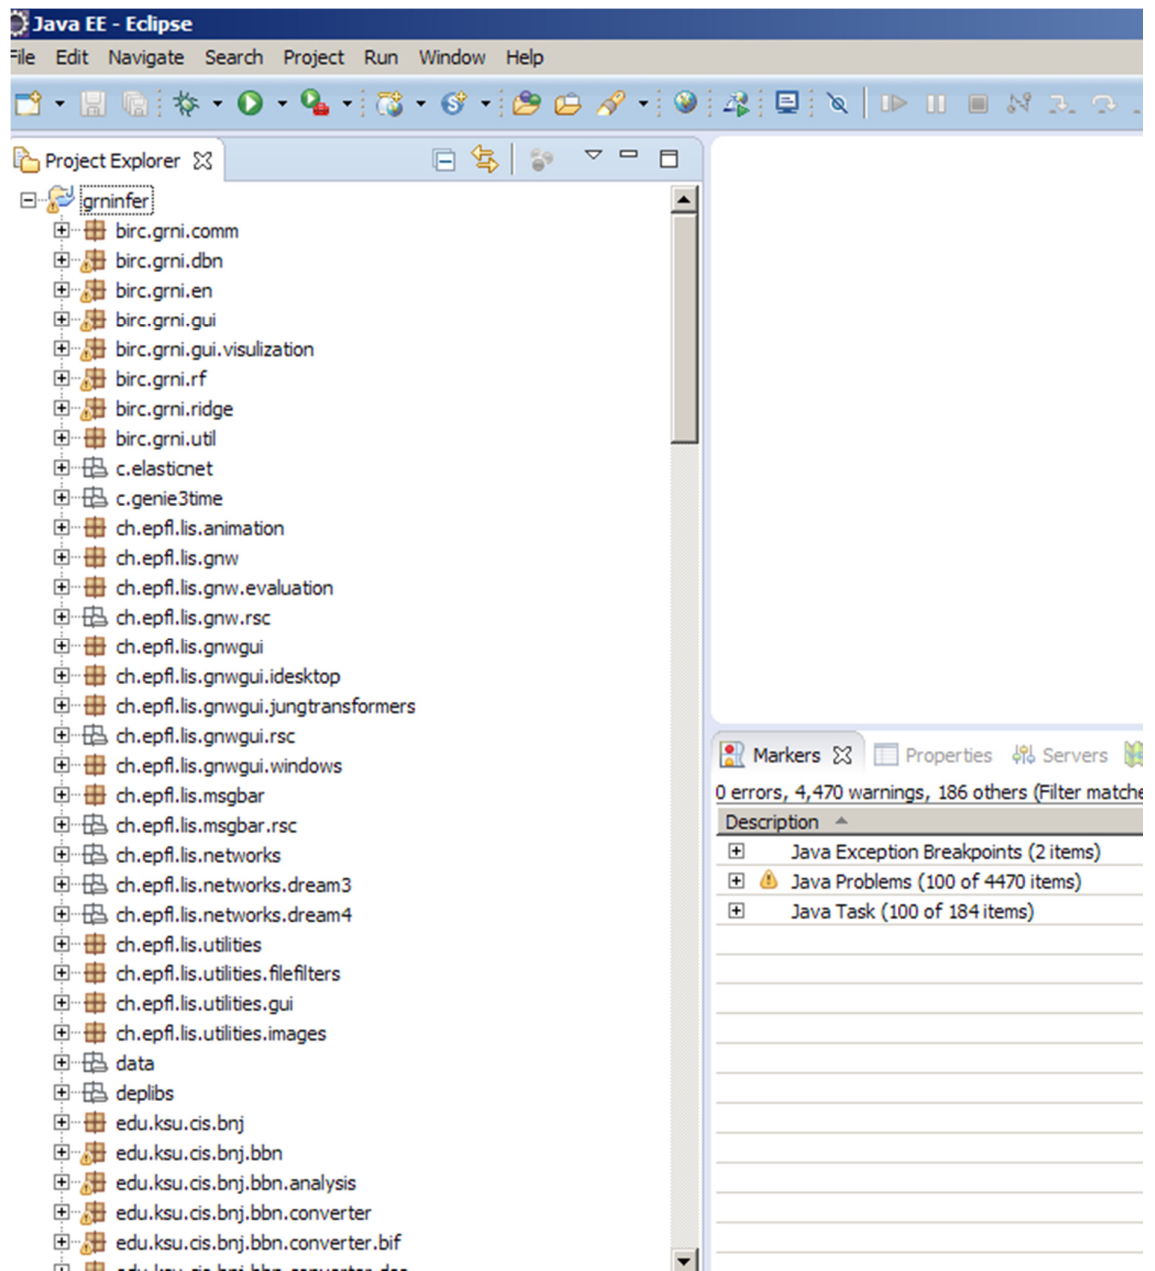 Java EE - Eclipse
File Edit Navigate Search Project Run Window Help
Project Explorer
grninfer
birc.grni.comm
birc.grni.dbn
birc.grni.en
birc.grni.gui
birc.grni.gui.visulization
birc.grni.rf
birc.grni.ridge
birc.grni.util
c.elasticnet
c.genie3time
ch.epfl.lis.animation
ch.epfl.lis.gnw
ch.epfl.lis.gnw.evaluation
ch.epfl.lis.gnw.rsc
ch.epfl.lis.gnwgui
ch.epfl.lis.gnwgui.idesktop
ch.epfl.lis.gnwgui.jungtransformers
ch.epfl.lis.gnwgui.rsc
ch.epfl.lis.gnwgui.windows
ch.epfl.lis.msgbar
ch.epfl.lis.msgbar.rsc
ch.epfl.lis.networks
ch.epfl.lis.networks.dream3
ch.epfl.lis.networks.dream4
ch.epfl.lis.utilities
ch.epfl.lis.utilities.filefilters
ch.epfl.lis.utilities.gui
ch.epfl.lis.utilities.images
data
deplibs
edu.ksu.cis.bnj
edu.ksu.cis.bnj.bbn
edu.ksu.cis.bnj.bbn.analysis
edu.ksu.cis.bnj.bbn.converter
edu.ksu.cis.bnj.bbn.converter.bif
Markers Properties Servers
0 errors, 4,470 warnings, 186 others (Filter matche
Description
Java Exception Breakpoints (2 items)
Java Problems (100 of 4470 items)
Java Task (100 of 184 items)